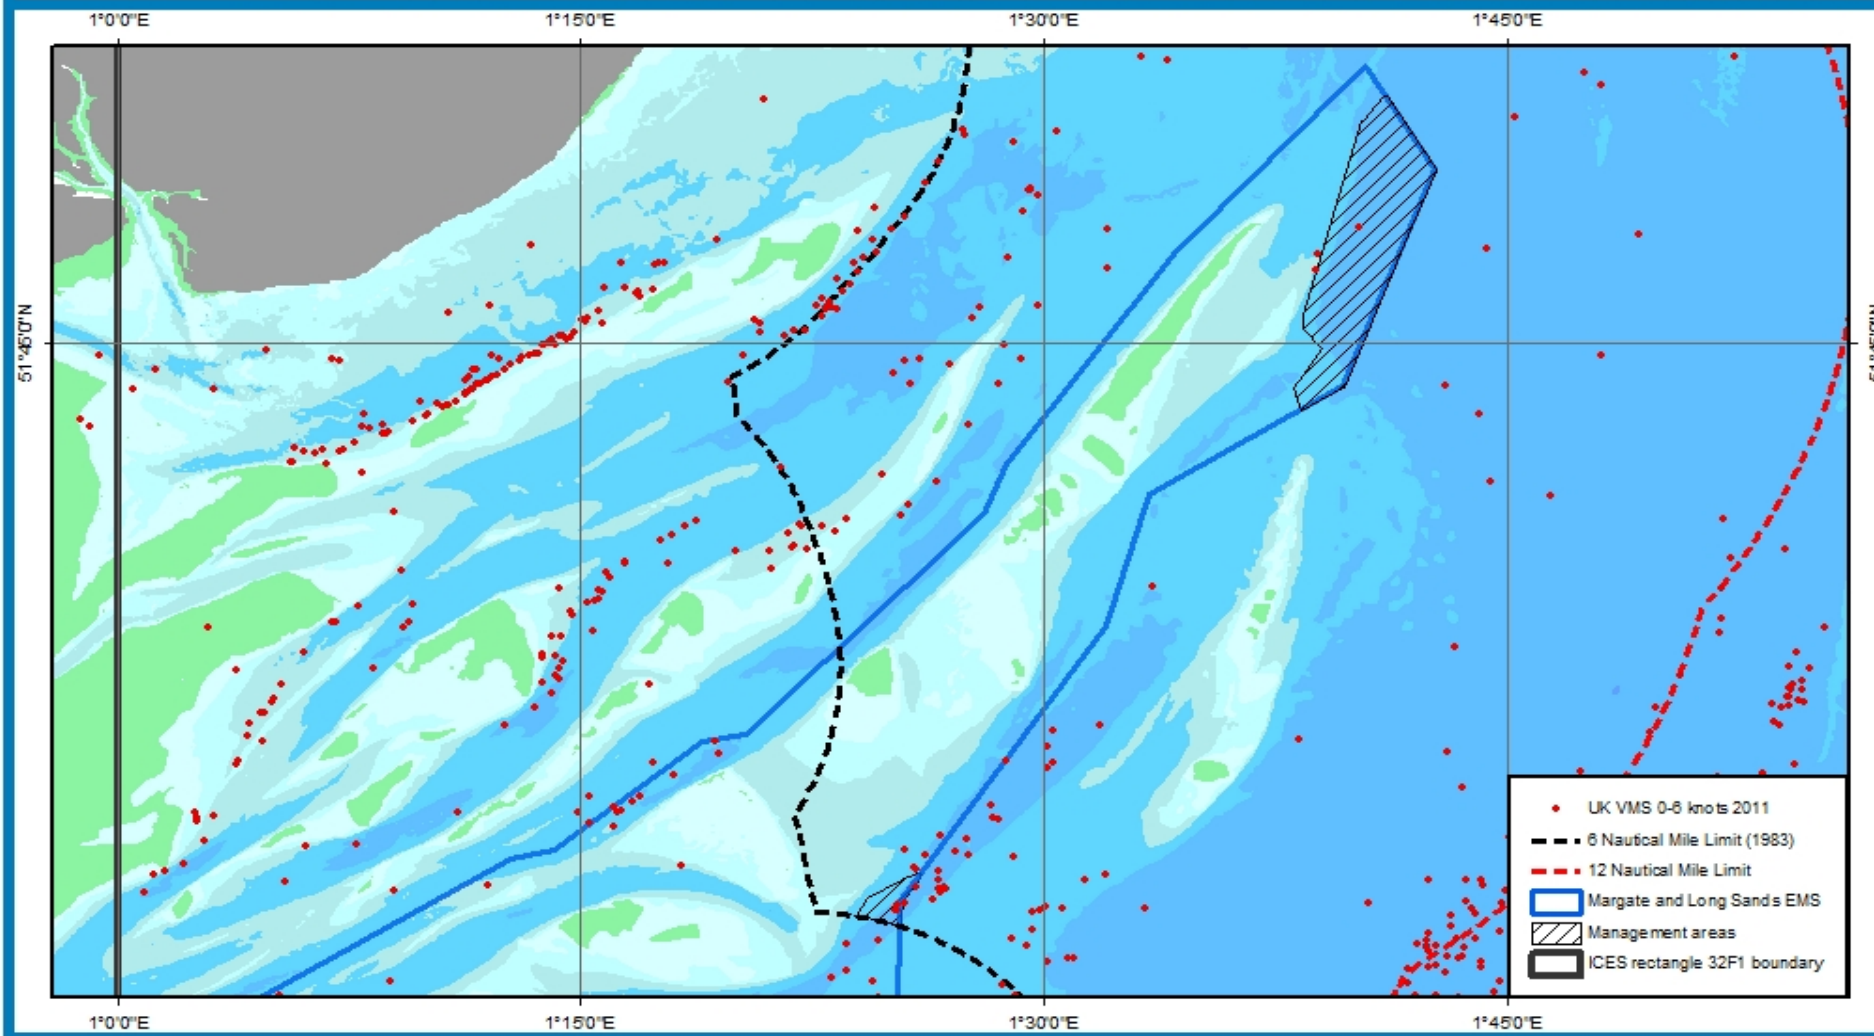 1°0'0"E 1°15'0"E 1°30'0"E 1°45'0"E
51°45'0"N
UK VMS 0-6 knots 2011
6 Nautical Mile Limit (1983)
12 Nautical Mile Limit
Margate and Long Sands EMS
Management areas
ICES rectangle 32F1 boundary
1°0'0"E 1°15'0"E 1°30'0"E 1°45'0"E